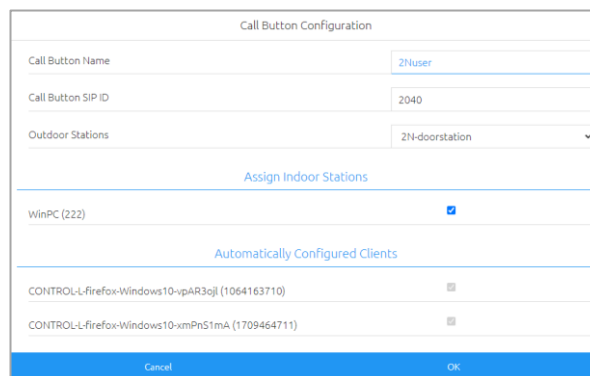 Call Button Configuration
Call Button Name 2Nuser
Call Button SIP ID 2040
Outdoor Stations 2N-doorstation
Assign Indoor Stations
WinPC (222)
Automatically Configured Clients
CONTROL-L-firefox-Windows10-vpAR3ojl (1064163710)
CONTROL-L-firefox-Windows10-xmPnS1mA (1709464711)
Cancel OK